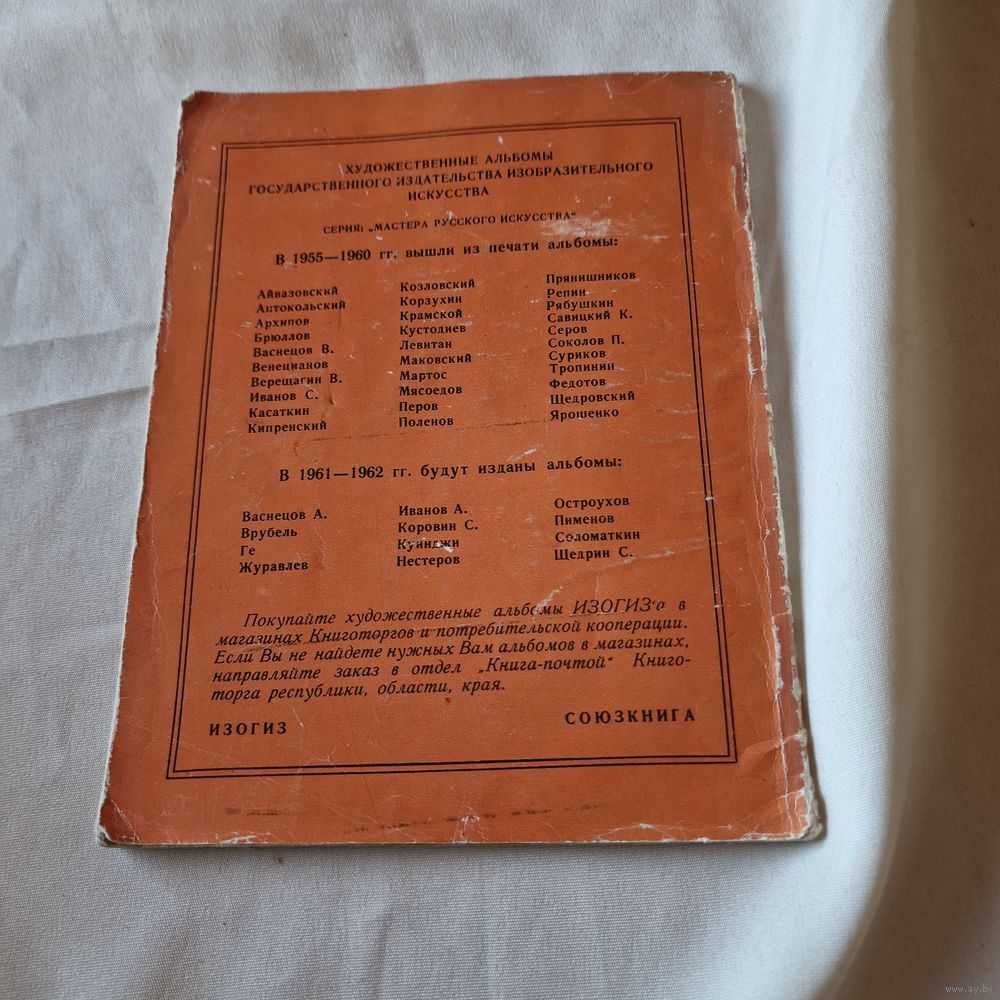 ХУДОЖЕСТВЕННЫЕ АЛЬБОМЫ
ГОСУДАРСТВЕННОГО ИЗДАТЕЛЬСТВА ИЗОБРАЗИТЕЛЬНОГО
ИСКУССТВА
СЕРИЯ: „МАСТЕРА РУССКОГО ИСКУССТВА"
В 1955—1960 гг. вышли из печати альбомы:
Айвазовский
Антокольский
Архипов
Брюллов
Васнецов В.
Венецианов
Верещагин В.
Иванов С.
Касаткин
Кипренский
Козловский
Корзухин
Крамской
Кустодиев
Левитан
Маковский
Мартос
Мясоедов
Перов
Поленов
Прянишников
Репин
Рябушкин
Савицкий К.
Серов
Соколов П.
Суриков
Тропинин
Федотов
Щедровский
Ярошенко
В 1961—1962 гг. будут изданы альбомы:
Васнецов А.
Врубель
Ге
Журавлев
Иванов А.
Коровин С.
Куинджи
Нестеров
Остроухов
Пименов
Соломаткин
Щедрин С.
Покупайте художественные альбомы ИЗОГИЗ'а в
магазинах Книготоргов и потребительской кооперации.
Если Вы не найдете нужных Вам альбомов в магазинах,
направляйте заказ в отдел „Книга-почтой" Книго-
торга республики, области, края.
ИЗОГИЗ
СОЮЗКНИГА
www.ay.by